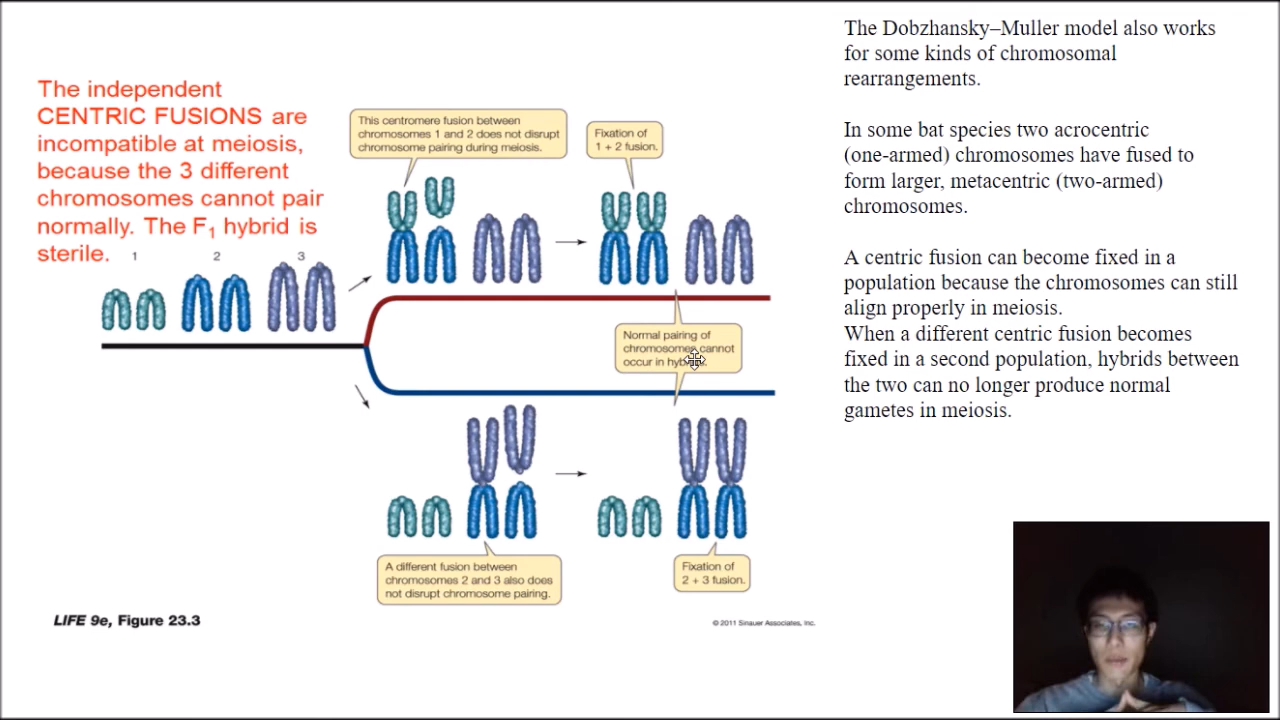 The independent
CENTRIC FUSIONS are
incompatible at meiosis,
because the 3 different
chromosomes cannot pair
normally. The F₁ hybrid is
sterile.
1
2
3
This centromere fusion between
chromosomes 1 and 2 does not disrupt
chromosome pairing during meiosis.
Fixation of
1 + 2 fusion.
Normal pairing of
chromosomes cannot
occur in
A different fusion between
chromosomes 2 and 3 also does
not disrupt chromosome pairing.
Fixation of
2 + 3 fusion.
LIFE 9e, Figure 23.3
© 2011 Sinauer Associates, Inc.
The Dobzhansky–Muller model also works
for some kinds of chromosomal
rearrangements.
In some bat species two acrocentric
(one-armed) chromosomes have fused to
form larger, metacentric (two-armed)
chromosomes.
A centric fusion can become fixed in a
population because the chromosomes can still
align properly in meiosis.
When a different centric fusion becomes
fixed in a second population, hybrids between
the two can no longer produce normal
gametes in meiosis.